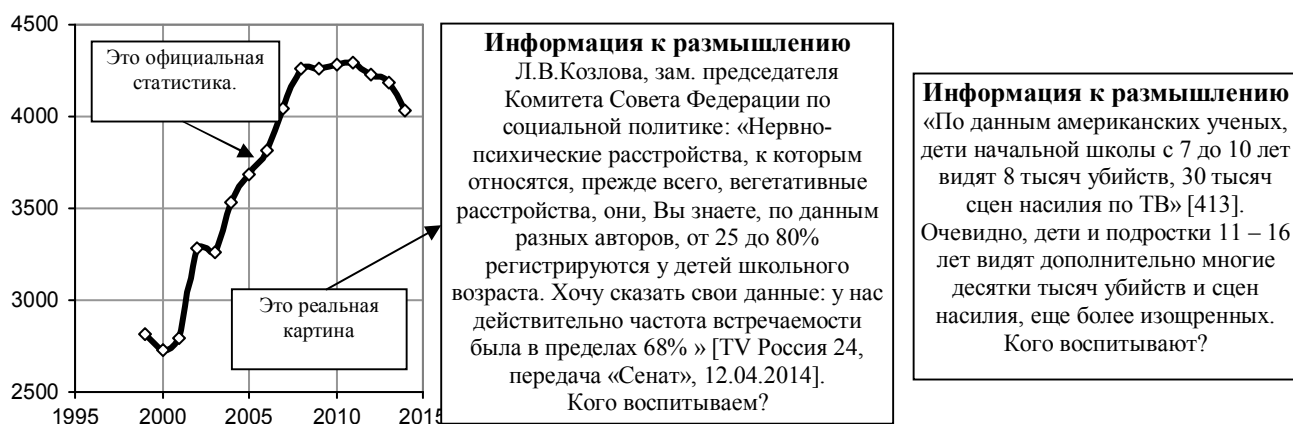 4500
4000
3500
3000
2500
1995 2000 2005 2010 2015
Это официальная
статистика.
Это реальная
картина
Информация к размышлению
Л.В.Козлова, зам. председателя
Комитета Совета Федерации по
социальной политике: «Нервно-
психические расстройства, к которым
относятся, прежде всего, вегетативные
расстройства, они, Вы знаете, по данным
разных авторов, от 25 до 80%
регистрируются у детей школьного
возраста. Хочу сказать свои данные: у нас
действительно частота встречаемости
была в пределах 68% » [TV Россия 24,
передача «Сенат», 12.04.2014].
Кого воспитываем?
Информация к размышлению
«По данным американских ученых,
дети начальной школы с 7 до 10 лет
видят 8 тысяч убийств, 30 тысяч
сцен насилия по ТВ» [413].
Очевидно, дети и подростки 11 – 16
лет видят дополнительно многие
десятки тысяч убийств и сцен
насилия, еще более изощренных.
Кого воспитывают?